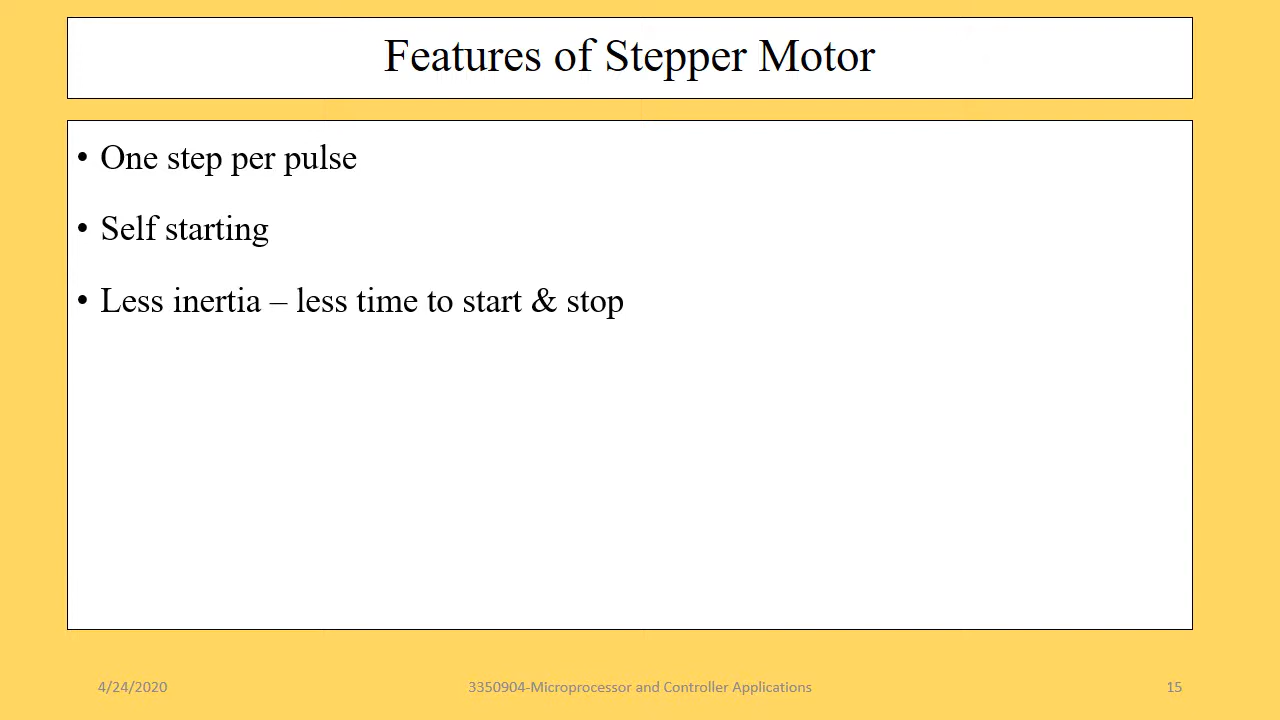 Features of Stepper Motor
• One step per pulse
• Self starting
• Less inertia – less time to start & stop
4/24/2020
3350904-Microprocessor and Controller Applications
15